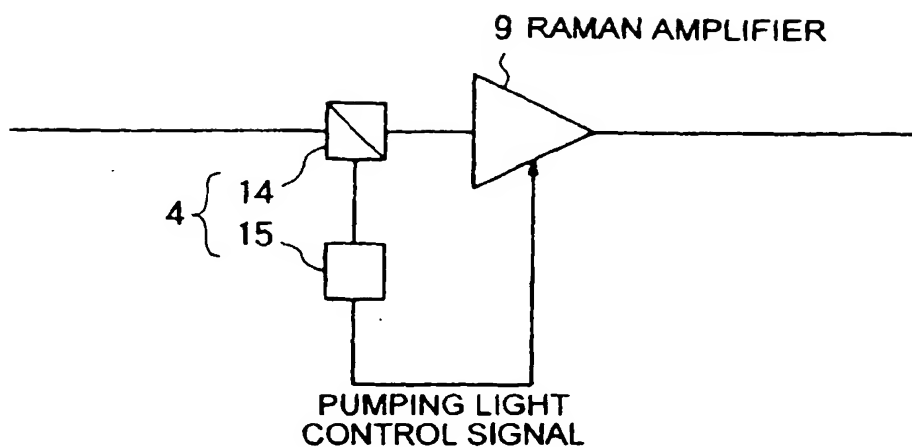 9 RAMAN AMPLIFIER
14
4
15
PUMPING LIGHT
CONTROL SIGNAL